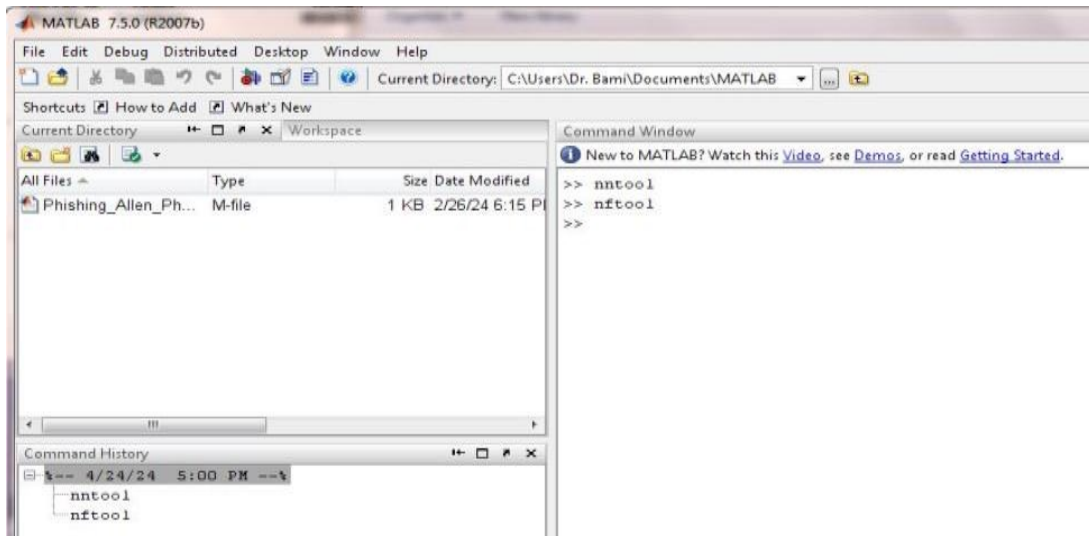 MATLAB 7.5.0 (R2007b)
File Edit Debug Distributed Desktop Window Help
Current Directory: C:\Users\Dr. Bami\Documents\MATLAB ...
Shortcuts How to Add What's New
Current Directory Workspace
All Files Type Size Date Modified
Phishing_Allen_Ph... M-file 1 KB 2/26/24 6:15 P
Command History
%-- 4/24/24 5:00 PM --%
nntool
nftool
Command Window
New to MATLAB? Watch this Video, see Demos, or read Getting Started.
>> nntool
>> nftool
>>